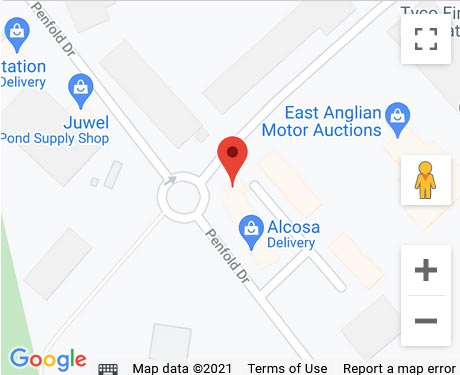 Penfold Dr
Tyco Fi
tation
Delivery
Juwel
Pond Supply Shop
East Anglian
Motor Auctions
Alcosa
Delivery
Penfold Dr
Google
Map data ©2021
Terms of Use
Report a map error